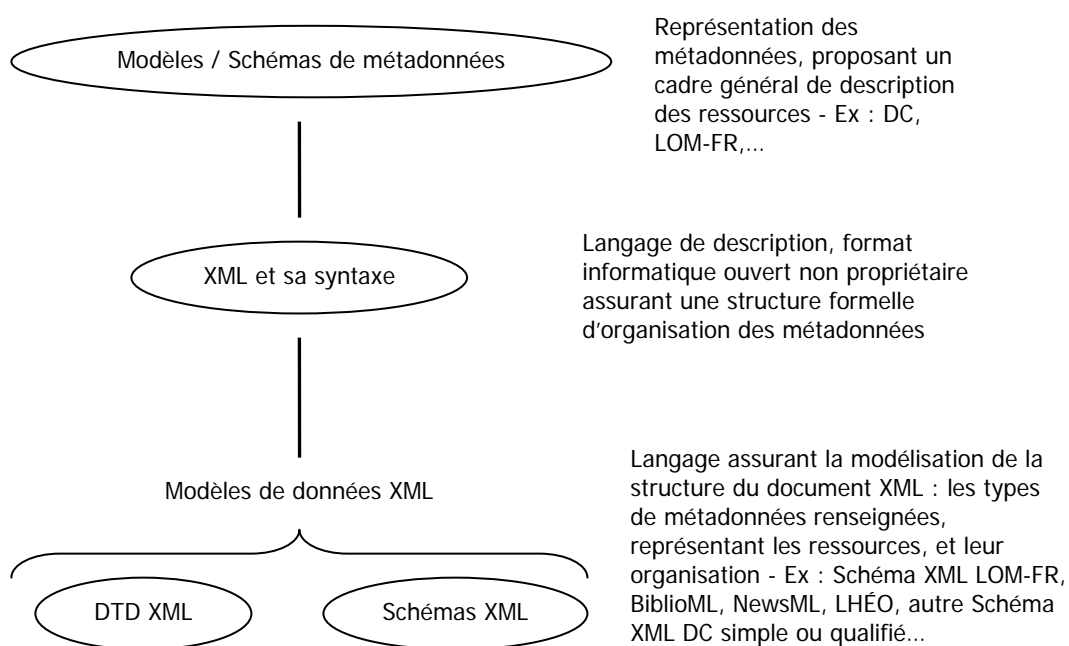 Modèles / Schémas de métadonnées
Représentation des
métadonnées, proposant un
cadre général de description
des ressources - Ex : DC,
LOM-FR,...
XML et sa syntaxe
Langage de description, format
informatique ouvert non propriétaire
assurant une structure formelle
d'organisation des métadonnées
Modèles de données XML
Langage assurant la modélisation de la
structure du document XML : les types
de métadonnées renseignées,
représentant les ressources, et leur
organisation - Ex : Schéma XML LOM-FR,
BiblioML, NewsML, LHÉO, autre Schéma
XML DC simple ou qualifié...
DTD XML
Schémas XML